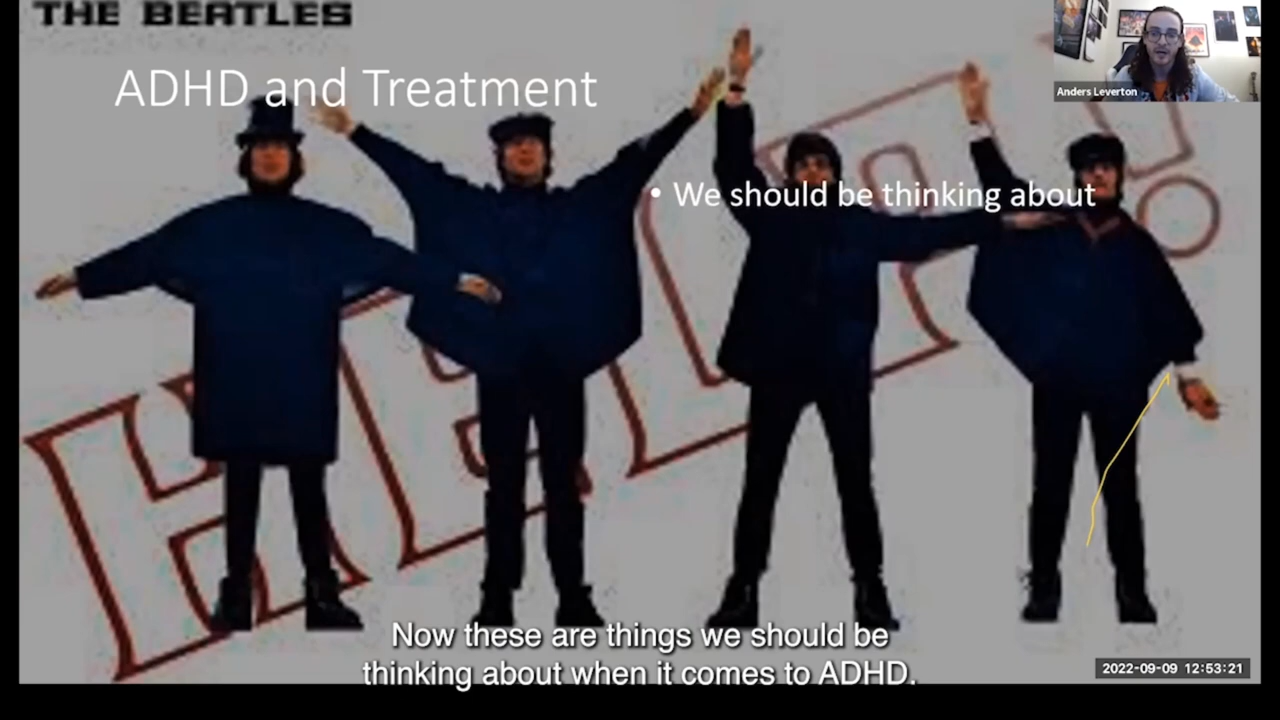 THE BEATLES
ADHD and Treatment
Anders Leverton
• We should be thinking about
HELP!
Now these are things we should be
thinking about when it comes to ADHD.
2022-09-09 12:53:21